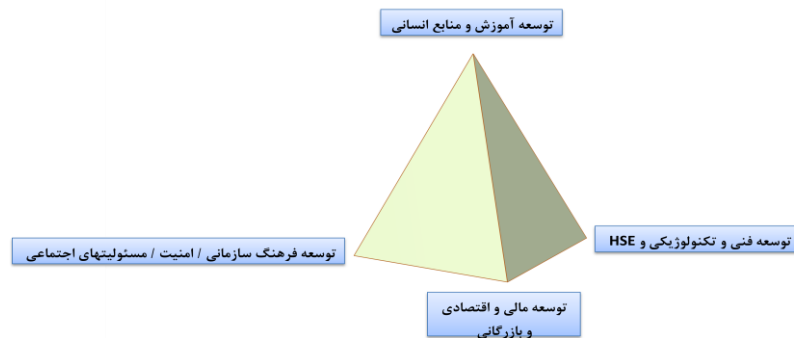 توسعه آموزش و منابع انسانی
توسعه فنی و تکنولوژیکی و HSE
توسعه فرهنگ سازمانی / امنیت / مسئولیتهای اجتماعی
توسعه مالی و اقتصادی
و بازرگانی